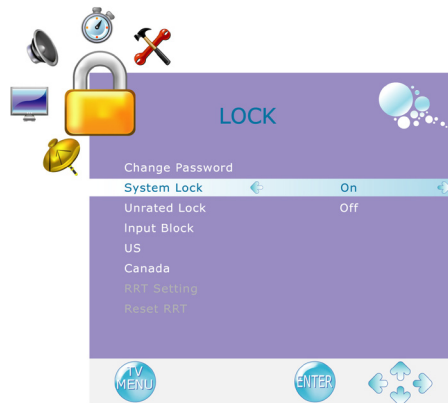 LOCK
Change Password
System Lock On
Unrated Lock Off
Input Block
US
Canada
RRT Setting
Reset RRT
TV
MENU
ENTER